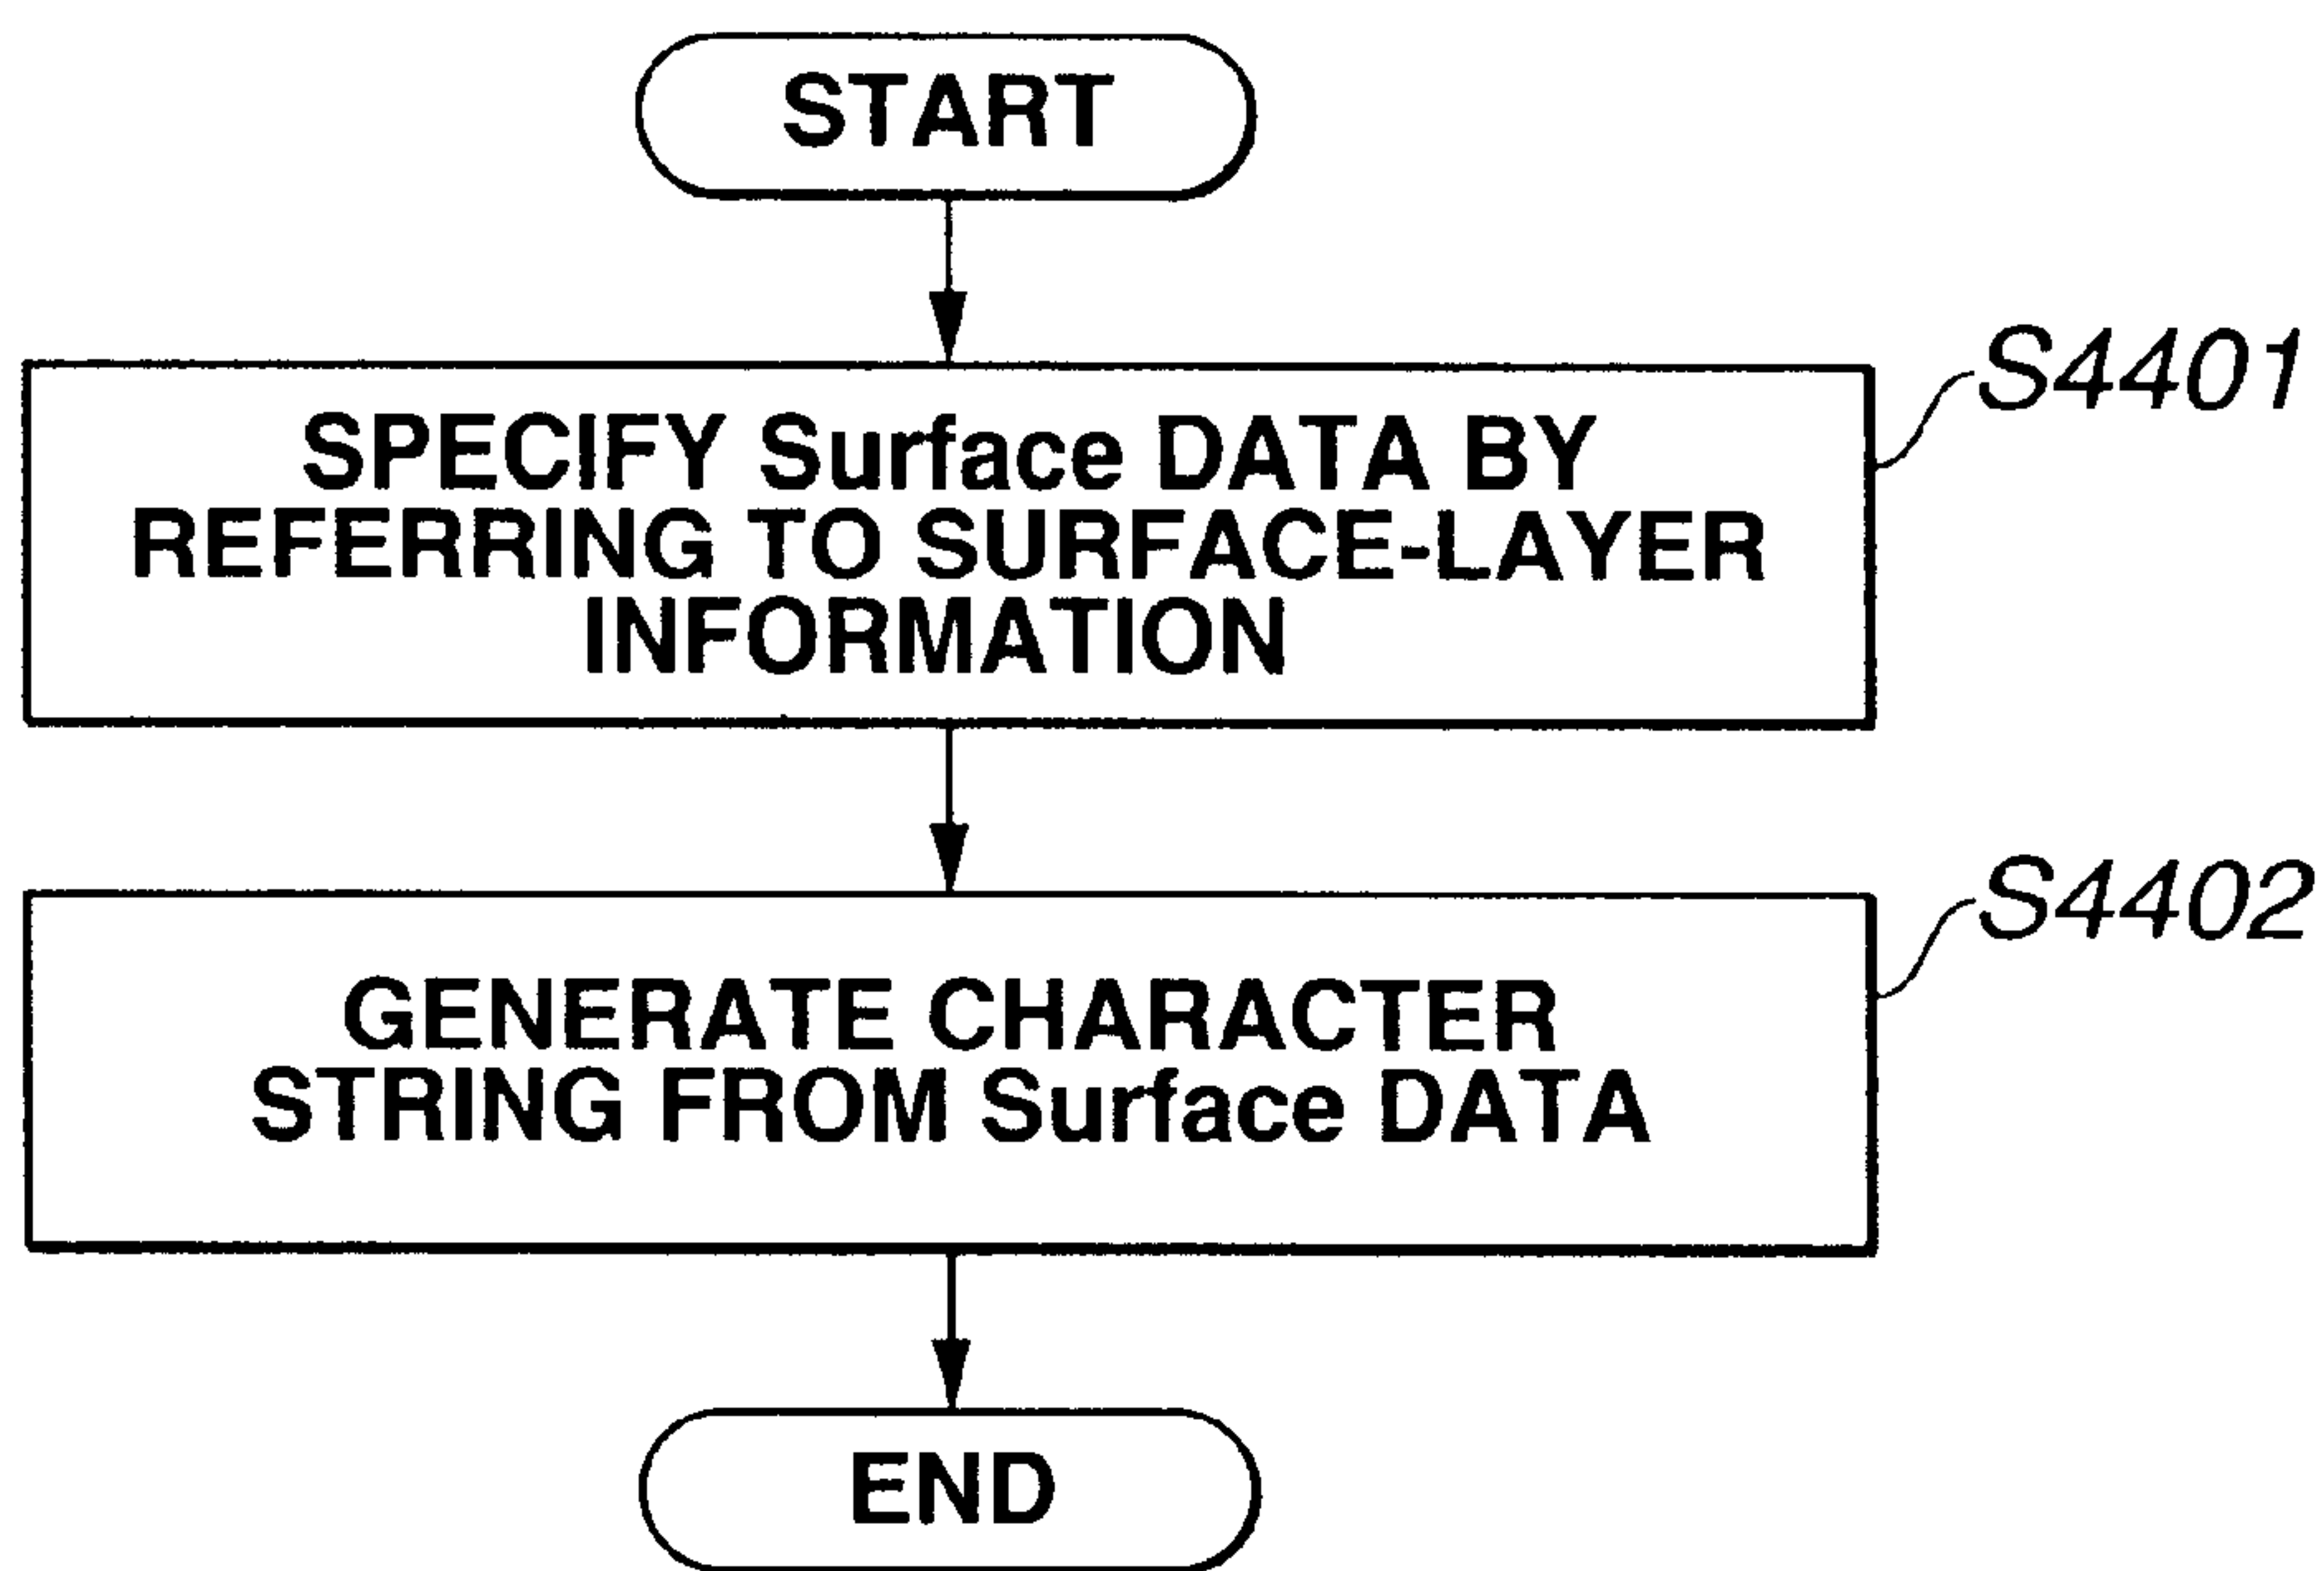 START
S4401
SPECIFY Surface DATA BY
REFERRING TO SURFACE-LAYER
INFORMATION
S4402
GENERATE CHARACTER
STRING FROM Surface DATA
END